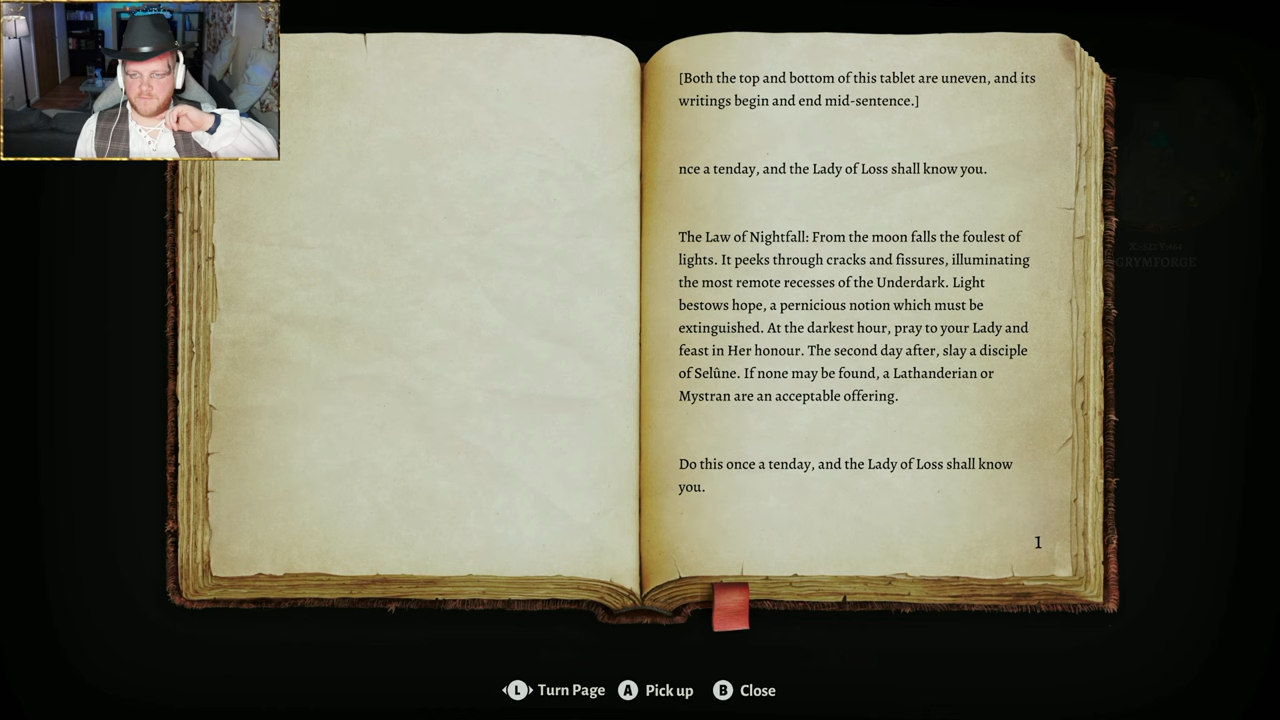 [Both the top and bottom of this tablet are uneven, and its
writings begin and end mid-sentence.]
nce a tenday, and the Lady of Loss shall know you.
The Law of Nightfall: From the moon falls the foulest of
lights. It peeks through cracks and fissures, illuminating
the most remote recesses of the Underdark. Light
bestows hope, a pernicious notion which must be
extinguished. At the darkest hour, pray to your Lady and
feast in Her honour. The second day after, slay a disciple
of Selûne. If none may be found, a Lathanderian or
Mystran are an acceptable offering.
Do this once a tenday, and the Lady of Loss shall know
you.
1
GRYMFORGE
L Turn Page A Pick up B Close